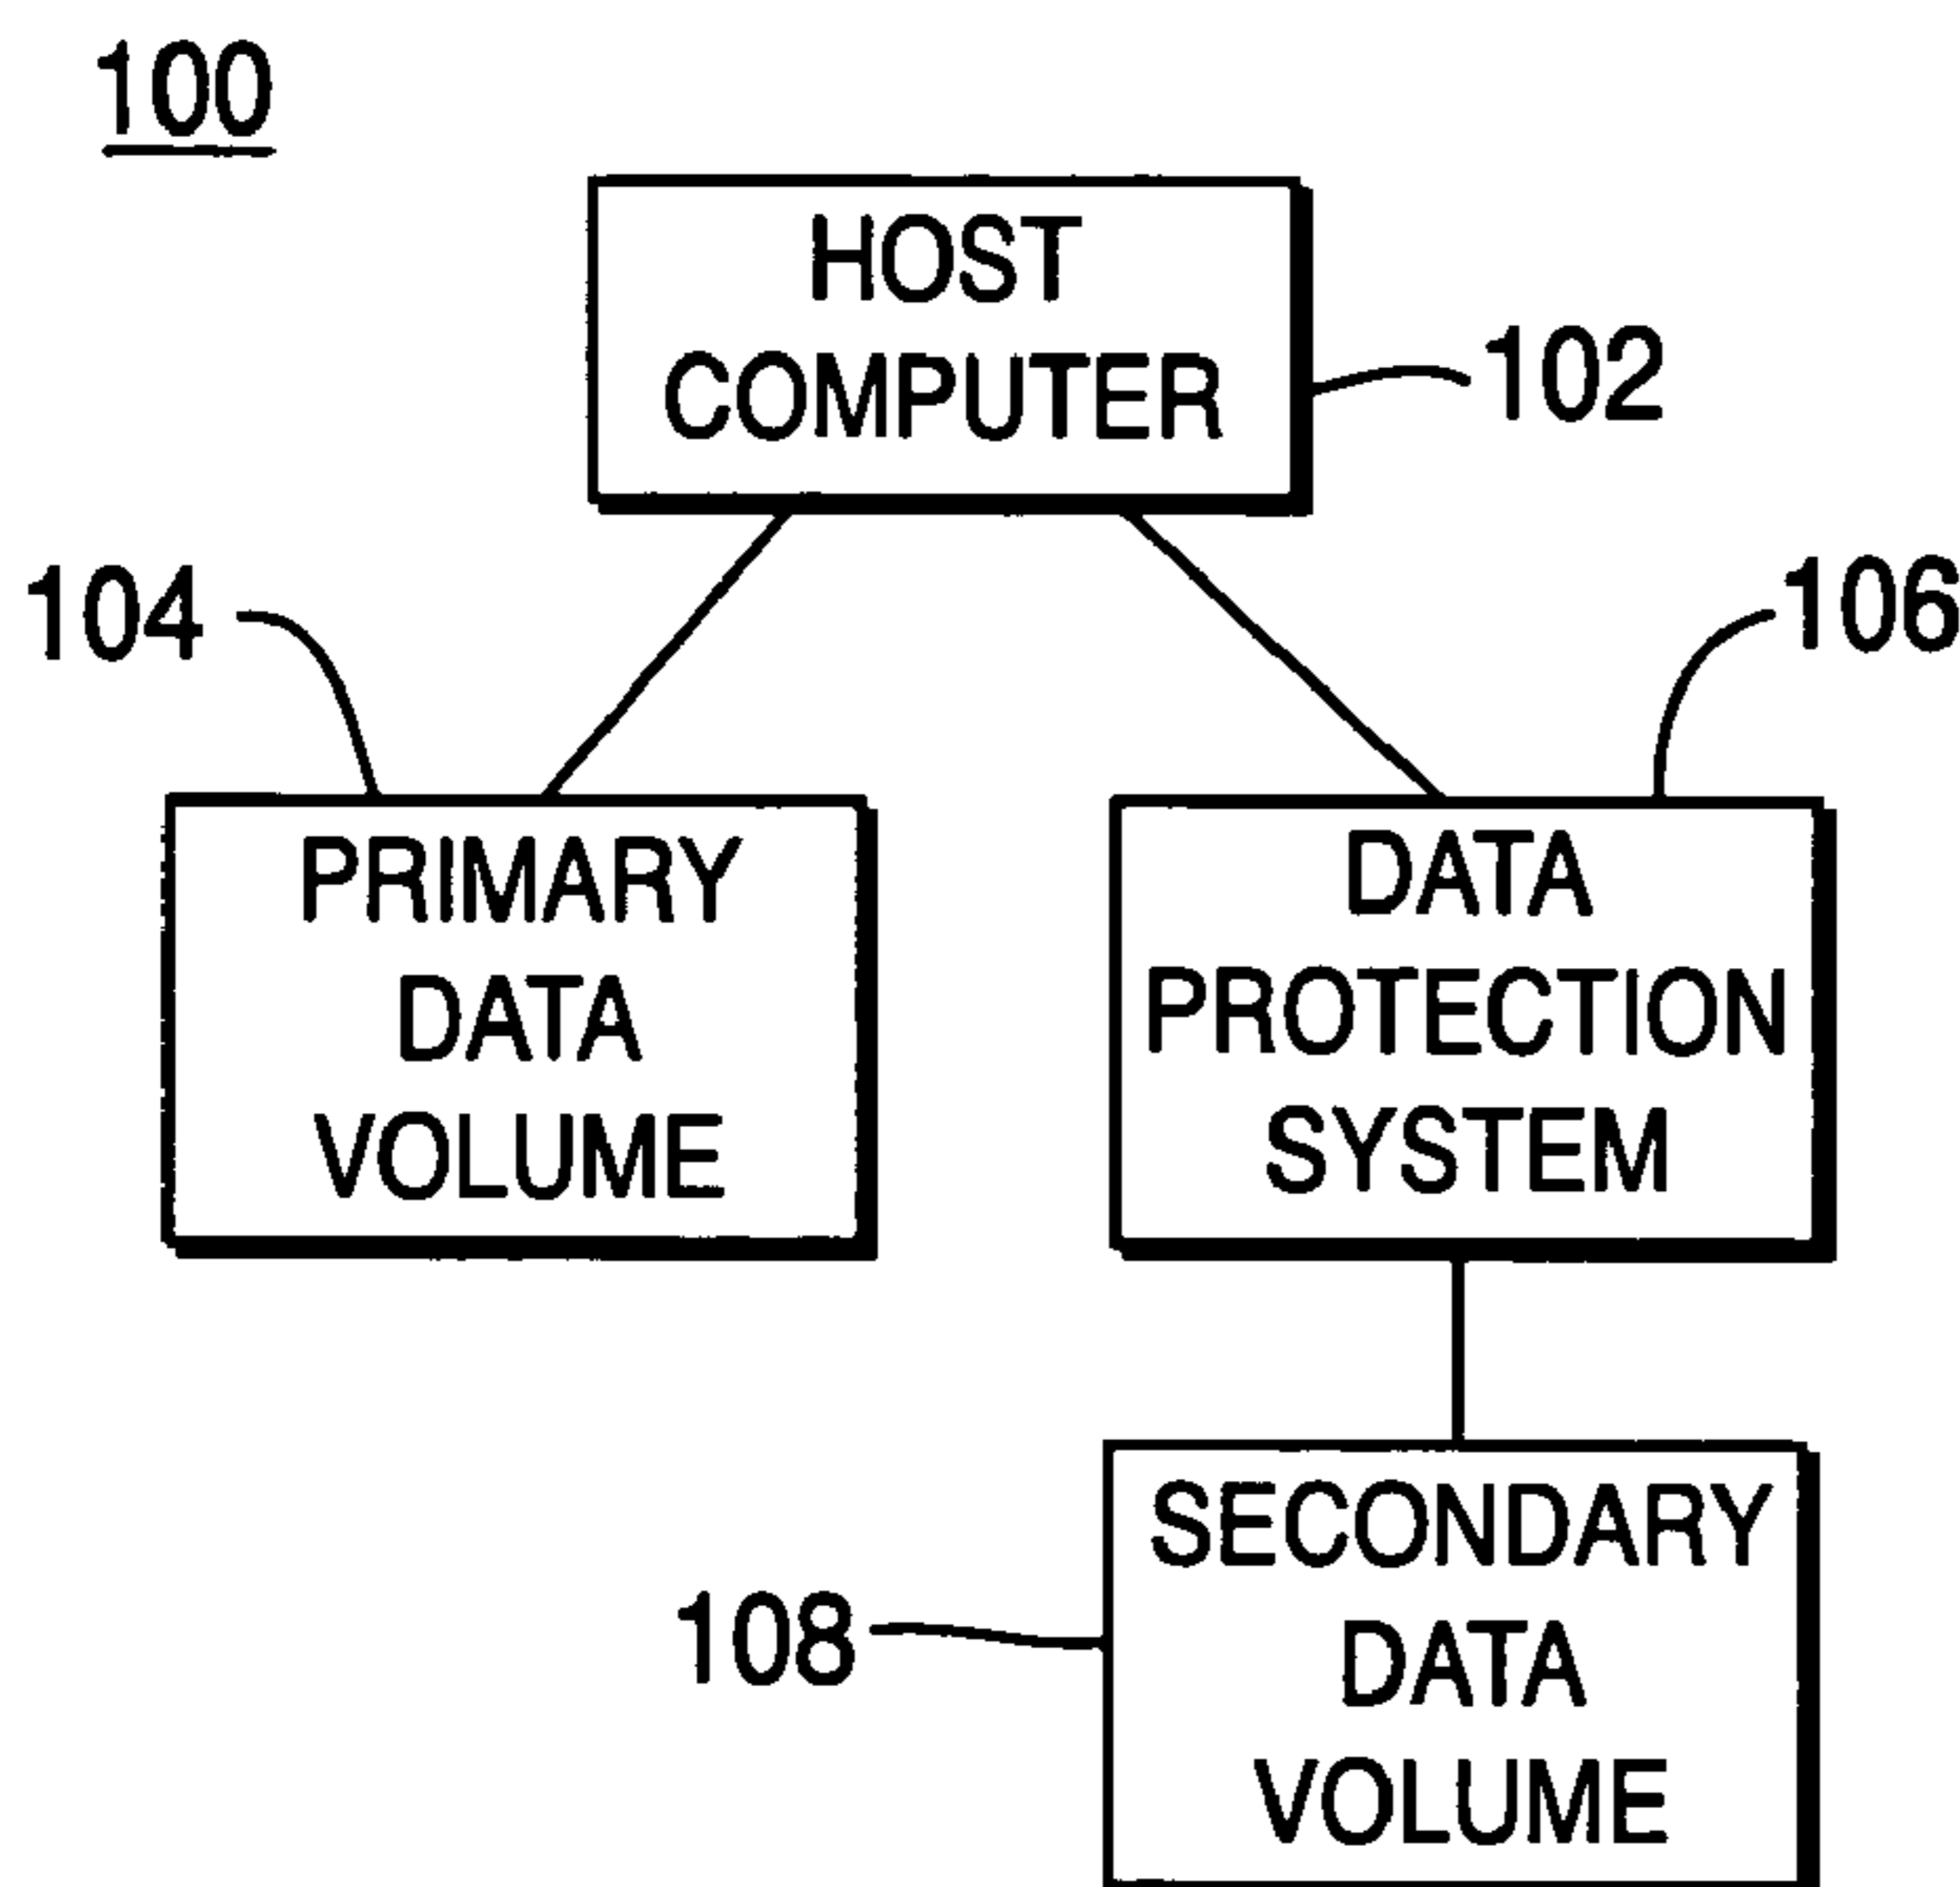 100
HOST
COMPUTER
102
104
106
PRIMARY
DATA
VOLUME
DATA
PROTECTION
SYSTEM
108
SECONDARY
DATA
VOLUME